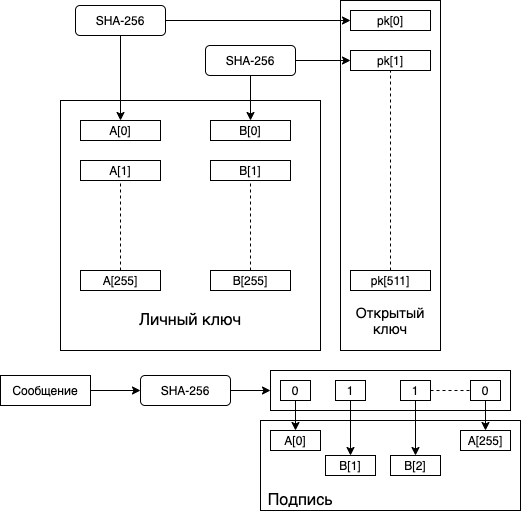 SHA-256
pk[0]
SHA-256
pk[1]
A[0]
B[0]
A[1]
B[1]
A[255]
B[255]
pk[511]
Личный ключ
Открытый
ключ
Сообщение
SHA-256
0
1
1
0
A[0]
A[255]
B[1]
B[2]
Подпись